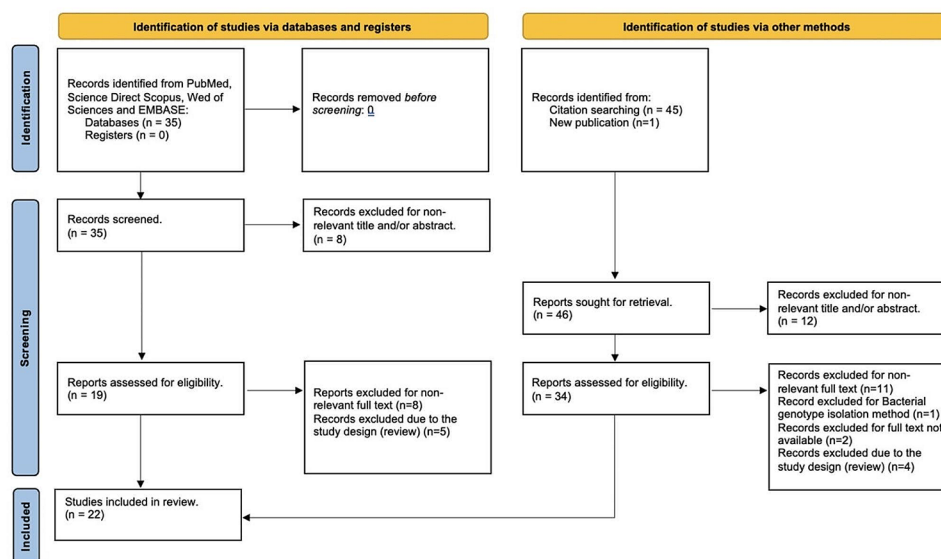 Identification of studies via databases and registers
Identification of studies via other methods
Identification
Records identified from PubMed,
Science Direct Scopus, Wed of
Sciences and EMBASE:
Databases (n = 35)
Registers (n = 0)
Records removed before
screening: 0
Records identified from:
Citation searching (n = 45)
New publication (n=1)
Screening
Records screened.
(n = 35)
Records excluded for non-
relevant title and/or abstract.
(n = 8)
Reports sought for retrieval.
(n = 46)
Records excluded for non-
relevant title and/or abstract.
(n = 12)
Reports assessed for eligibility.
(n = 19)
Reports excluded for non-
relevant full text (n=8)
Records excluded due to the
study design (review) (n=5)
Reports assessed for eligibility.
(n = 34)
Records excluded for non-
relevant full text (n=11)
Record excluded for Bacterial
genotype isolation method (n=1)
Records excluded for full text not
available (n=2)
Records excluded due to the
study design (review) (n=4)
Included
Studies included in review.
(n = 22)